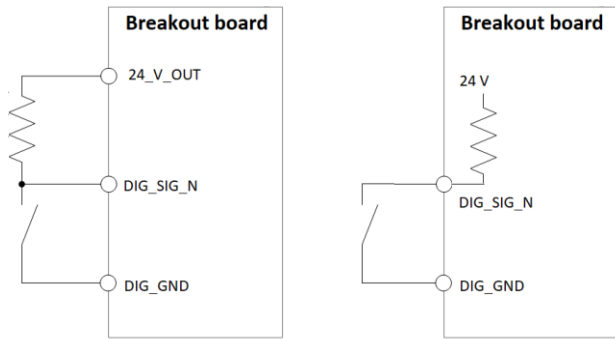 Breakout board
24_V_OUT
DIG_SIG_N
DIG_GND
Breakout board
24 V
DIG_SIG_N
DIG_GND